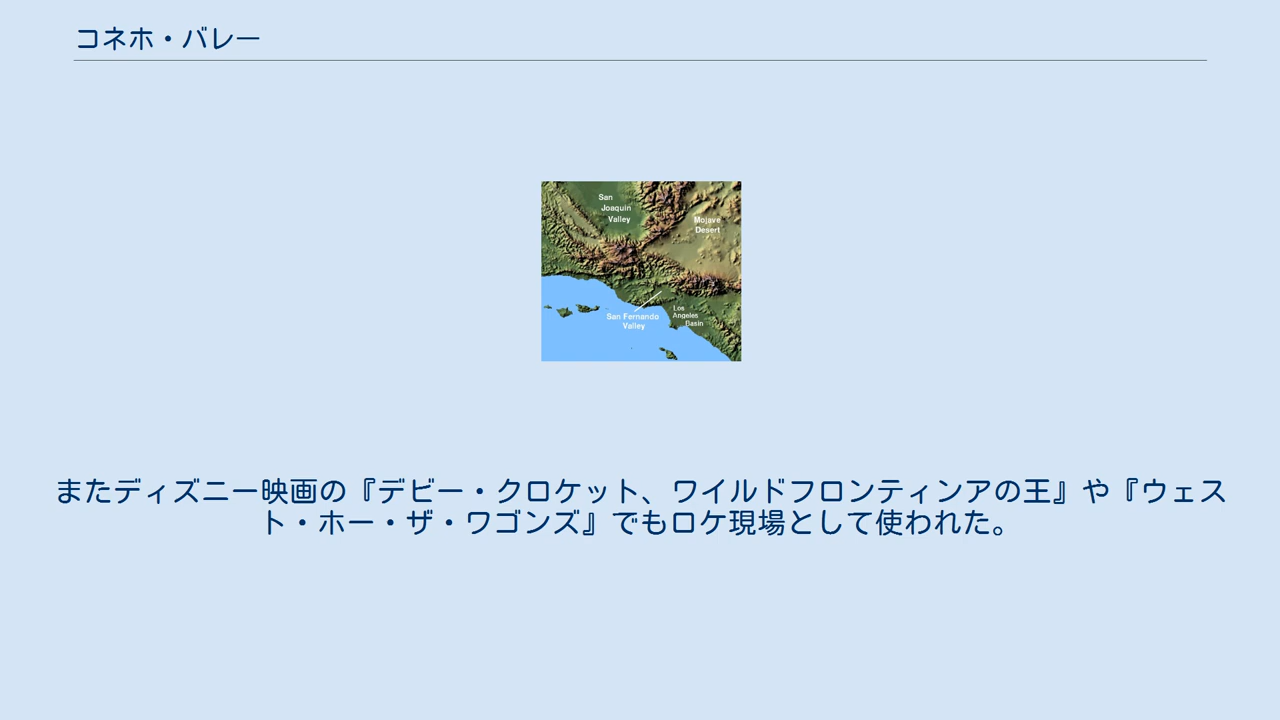 コネホ・バレー
San
Joaquin
Valley
Mojave
Desert
San Fernando
Valley
Los
Angeles
Basin
またディズニー映画の『デビー・クロケット、ワイルドフロンティンアの王』や『ウェス
ト・ホー・ザ・ワゴンズ』でもロケ現場として使われた。